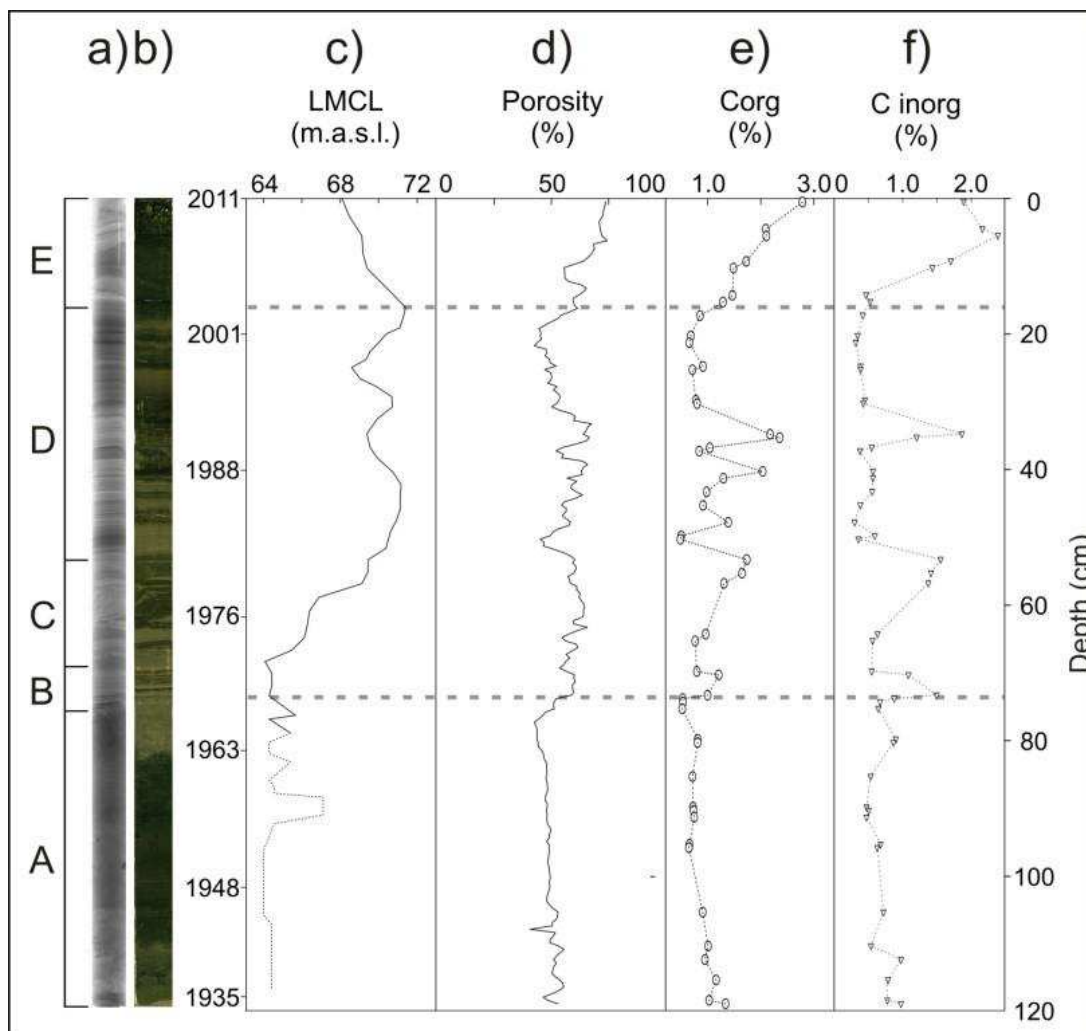 a) b) c) d) e) f)
LMCL Porosity Corg C inorg
(m.a.s.l.) (%) (%) (%)
64 68 72 0 50 100 1.0 3.0 0 1.0 2.0
2011 0
E
2001 20
D
1988 40
C
1976 60
B
1963 80
A
1948 100
1935 120
Depth (cm)